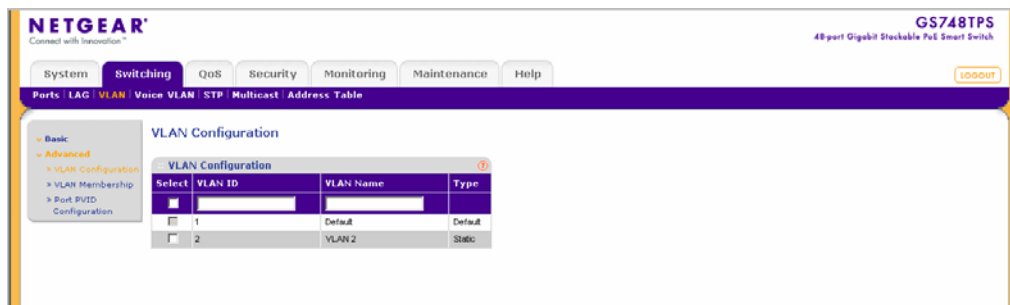 NETGEAR
Connect with Innovation™
GS748TPS
48-port Gigabit Stackable PoE Smart Switch
System Switching QoS Security Monitoring Maintenance Help
LOGOUT
Ports LAG VLAN Voice VLAN STP Multicast Address Table
Basic
Advanced
VLAN Configuration
VLAN Membership
Port PVID
Configuration
VLAN Configuration
VLAN Configuration ?
Select VLAN ID VLAN Name Type
1 Default Default
2 VLAN 2 Static